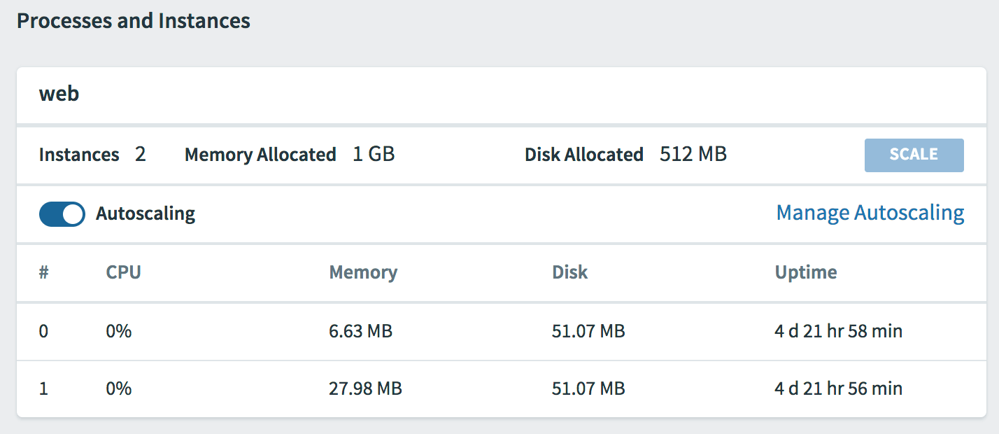 Processes and Instances
web
Instances 2 Memory Allocated 1 GB Disk Allocated 512 MB SCALE
Autoscaling Manage Autoscaling
# CPU Memory Disk Uptime
0 0% 6.63 MB 51.07 MB 4 d 21 hr 58 min
1 0% 27.98 MB 51.07 MB 4 d 21 hr 56 min